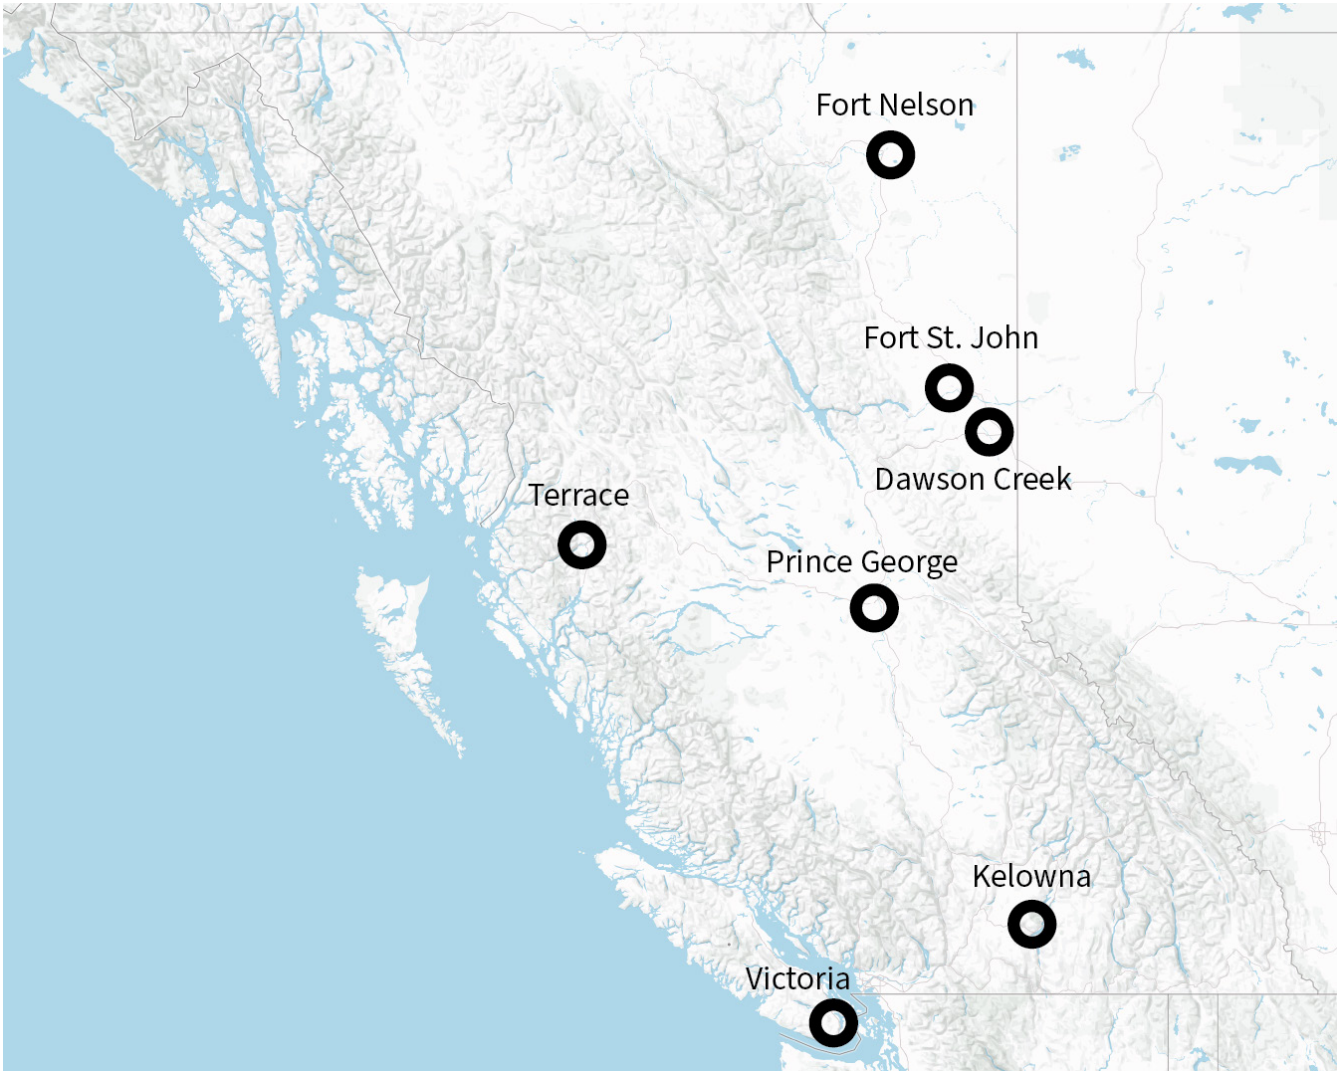 Fort Nelson
Fort St. John
Dawson Creek
Terrace
Prince George
Kelowna
Victoria